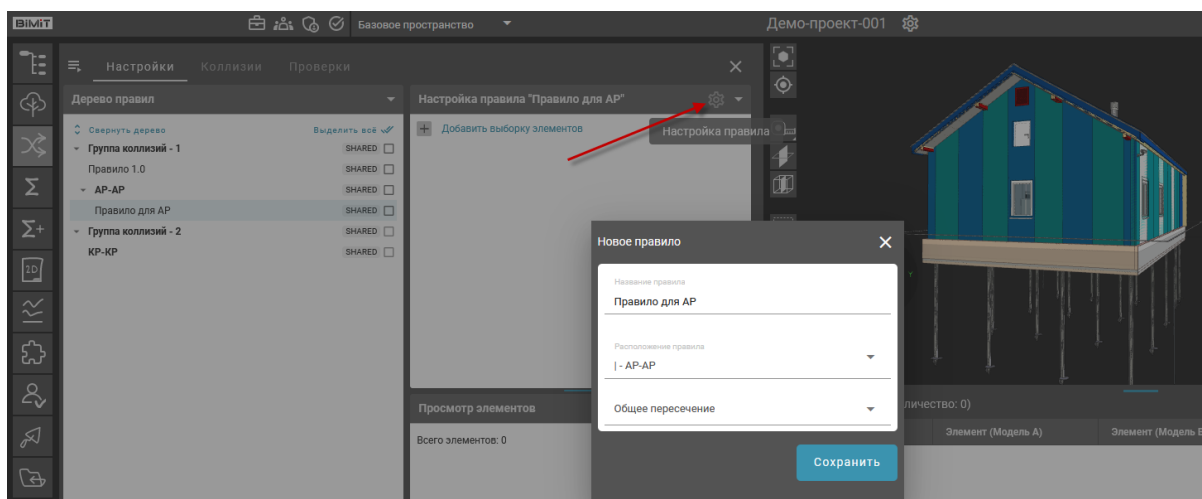 BIMiT
Базовое пространство
Демо-проект-001
Настройки
Коллизии
Проверки
Дерево правил
Настройка правила "Правило для АР"
Свернуть дерево
Выделить всё
Добавить выборку элементов
Настройка правила
Группа коллизий - 1
SHARED
Правило 1.0
SHARED
АР-АР
SHARED
Правило для АР
SHARED
Группа коллизий - 2
SHARED
КР-КР
SHARED
2D
Новое правило
Название правила
Правило для АР
Расположение правила
| - АР-АР
Общее пересечение
Сохранить
Просмотр элементов
Всего элементов: 0
личество: 0)
Элемент (Модель А)
Элемент (Модель
Y